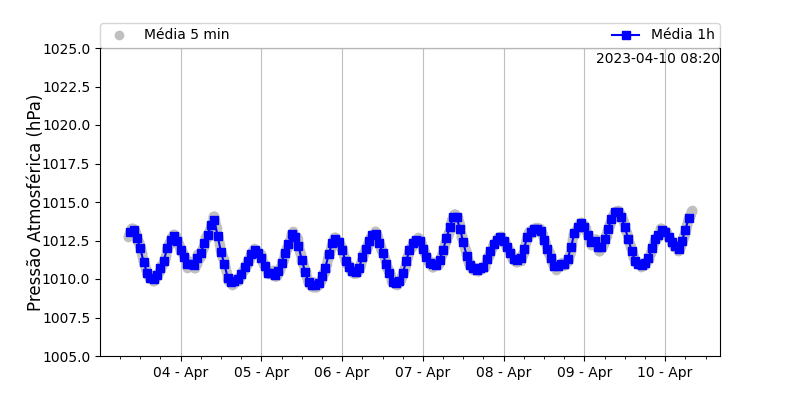 Média 5 min
Média 1h
2023-04-10 08:20
Pressão Atmosférica (hPa)
1025.0
1022.5
1020.0
1017.5
1015.0
1012.5
1010.0
1007.5
1005.0
04 - Apr
05 - Apr
06 - Apr
07 - Apr
08 - Apr
09 - Apr
10 - Apr